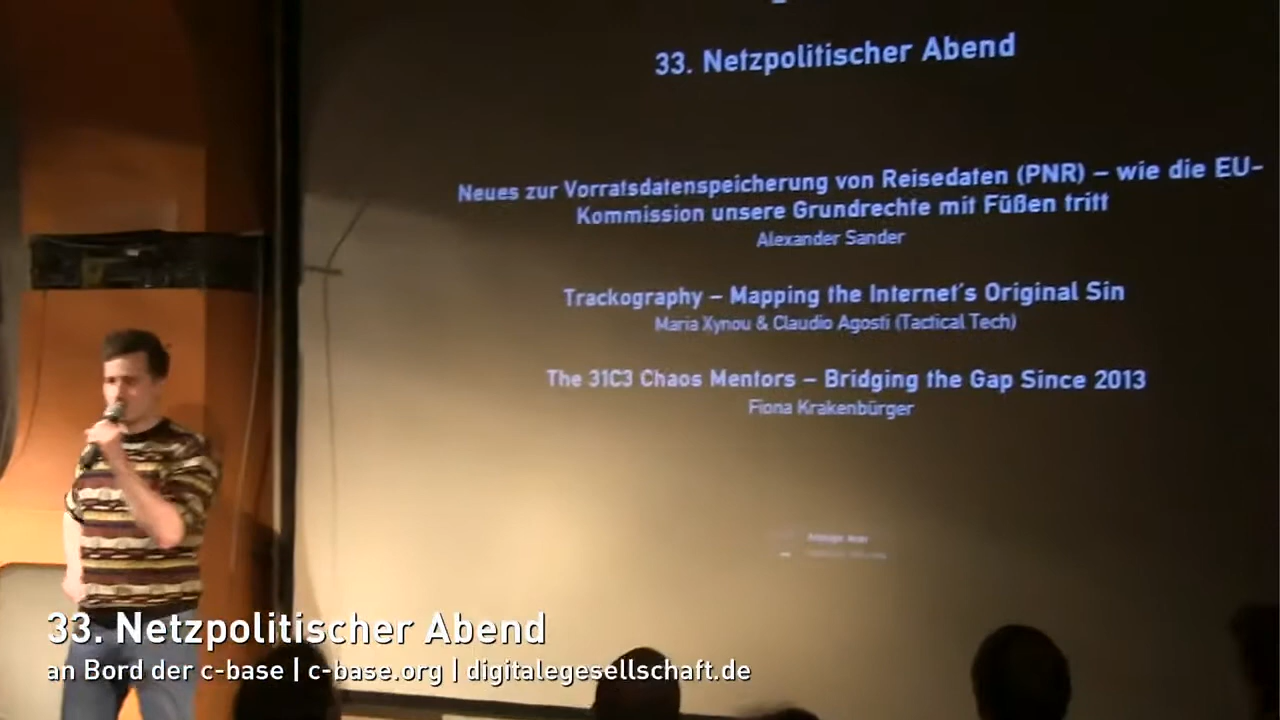 33. Netzpolitischer Abend
Neues zur Vorratsdatenspeicherung von Reisedaten (PNR) – wie die EU-
Kommission unsere Grundrechte mit Füßen tritt
Alexander Sander
Trackography – Mapping the Internet's Original Sin
Maria Xynou & Claudio Agosti (Tactical Tech)
The 31C3 Chaos Mentors – Bridging the Gap Since 2013
Fiona Krakenbürger
33. Netzpolitischer Abend
an Bord der c-base | c-base.org | digitalegesellschaft.de